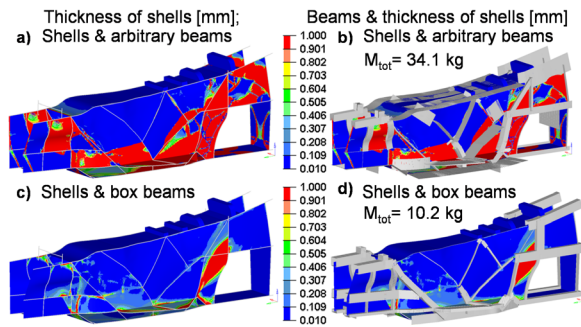 Thickness of shells [mm];
Shells & arbitrary beams
Beams & thickness of shells [mm]
Shells & arbitrary beams
a)
b)
M_tot = 34.1 kg
1.000
0.901
0.802
0.703
0.604
0.505
0.406
0.307
0.208
0.109
0.010
c) Shells & box beams
d) Shells & box beams
M_tot = 10.2 kg
1.000
0.901
0.802
0.703
0.604
0.505
0.406
0.307
0.208
0.109
0.010